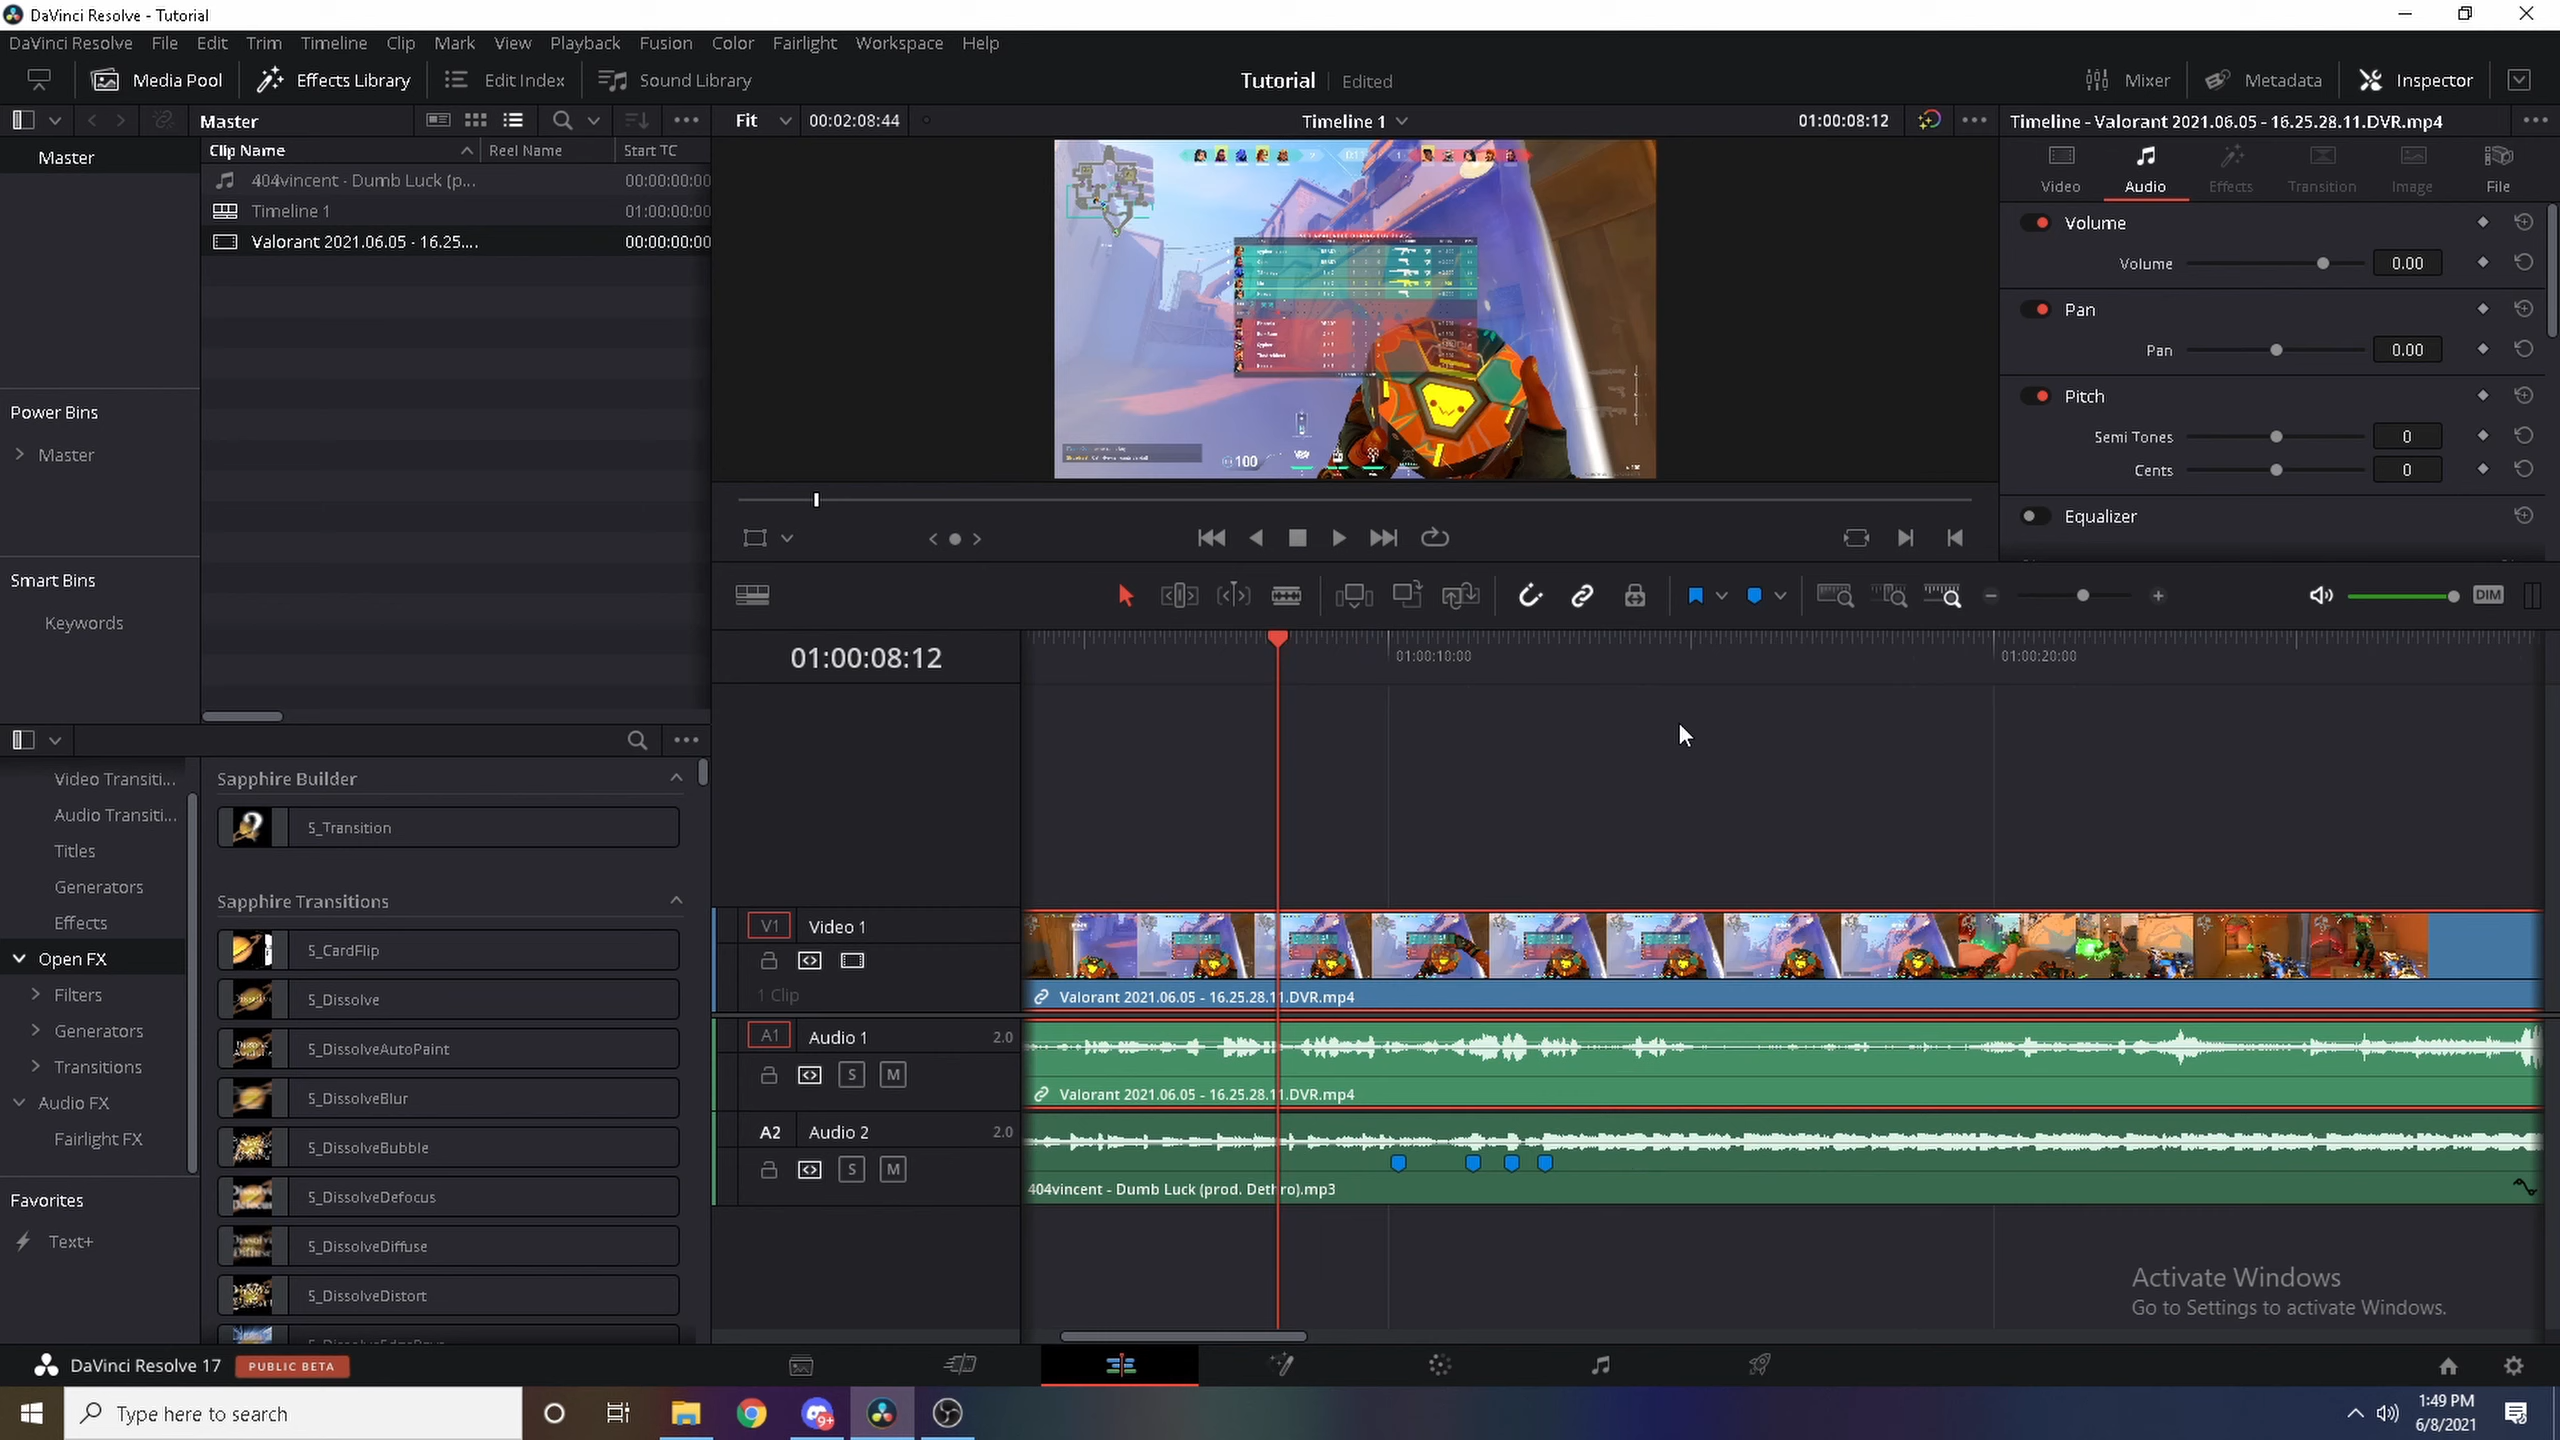 DaVinci Resolve - Tutorial
DaVinci Resolve File Edit Trim Timeline Clip Mark View Playback Fusion Color Fairlight Workspace Help
Media Pool Effects Library Edit Index Sound Library Tutorial Edited Mixer Metadata Inspector
Master Fit 00:02:08:44 Timeline 1 01:00:08:12 Timeline - Valorant 2021.06.05 - 16.25.28.11.DVR.mp4
Master
Clip Name Reel Name Start TC
404vincent - Dumb Luck (p... 00:00:00:00
Timeline 1 01:00:00:00
Valorant 2021.06.05 - 16.25.... 00:00:00:00
Power Bins
Master
Smart Bins
Keywords
100
Video Audio Effects Transition Image File
Volume
Volume 0.00
Pan
Pan 0.00
Pitch
Semi Tones 0
Cents 0
Equalizer
DIM
01:00:08:12 01:00:10:00 01:00:20:00
Video Transiti...
Audio Transiti...
Titles
Generators
Effects
Open FX
Filters
Generators
Transitions
Audio FX
Fairlight FX
Favorites
Text+
Sapphire Builder
S_Transition
Sapphire Transitions
S_CardFlip
S_Dissolve
S_DissolveAutoPaint
S_DissolveBlur
S_DissolveBubble
S_DissolveDefocus
S_DissolveDiffuse
S_DissolveDistort
V1 Video 1
1 Clip
Valorant 2021.06.05 - 16.25.28.11.DVR.mp4
A1 Audio 1 2.0
S M
Valorant 2021.06.05 - 16.25.28.11.DVR.mp4
A2 Audio 2 2.0
S M
404vincent - Dumb Luck (prod. Dethro).mp3
Activate Windows
Go to Settings to activate Windows.
DaVinci Resolve 17 PUBLIC BETA
Type here to search
9+
1:49 PM
6/8/2021